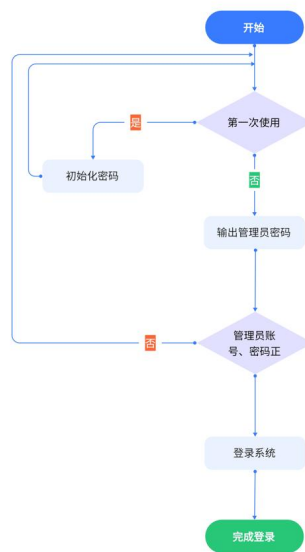 开始
第一次使用
是
初始化密码
否
输出管理员密码
管理员账
号、密码正
否
登录系统
完成登录